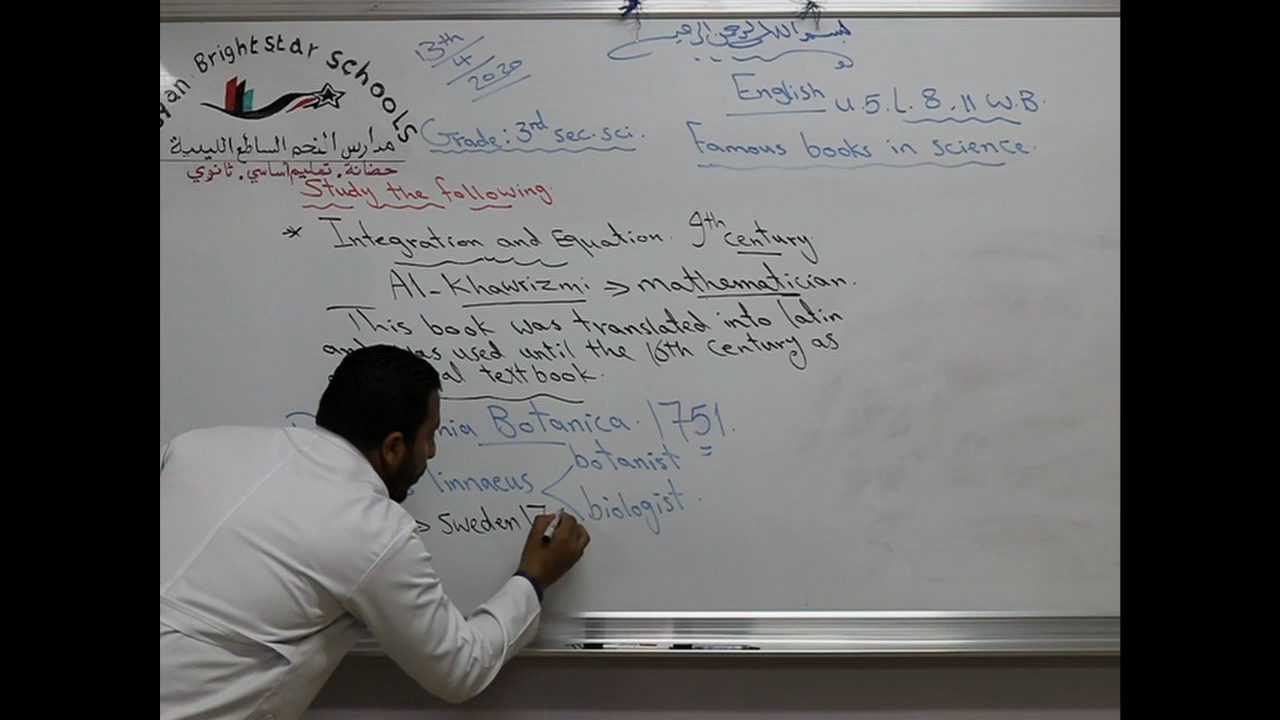 Bright Star Schools
مدارس النجم الساطع الليبية
حضانة . تعليم أساسي . ثانوي
13th/4/2020
بسم الله الرحمن الرحيم
English U.5.L.8.11 W.B.
Grade: 3rd sec. sci.
Famous books in science.
Study the following.
* Integration and Equation. 9th century
Al-Khawrizmi → mathematician.
This book was translated into latin
used until the 16th century as
textbook.
Botanica. 1751.
linnaeus
botanist
biologist.
→ Sweden 17